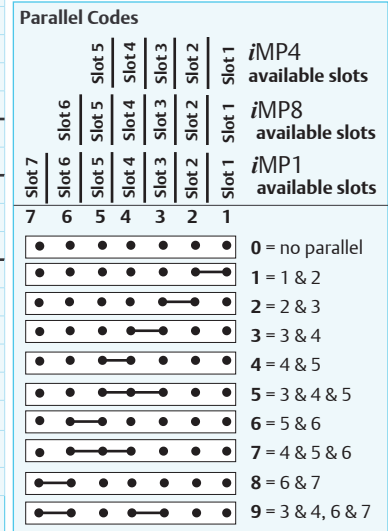 Parallel Codes
Slot 5 Slot 4 Slot 3 Slot 2 Slot 1 iMP4
available slots
Slot 6 Slot 5 Slot 4 Slot 3 Slot 2 Slot 1 iMP8
available slots
Slot 7 Slot 6 Slot 5 Slot 4 Slot 3 Slot 2 Slot 1 iMP1
available slots
7 6 5 4 3 2 1
0 = no parallel
1 = 1 & 2
2 = 2 & 3
3 = 3 & 4
4 = 4 & 5
5 = 3 & 4 & 5
6 = 5 & 6
7 = 4 & 5 & 6
8 = 6 & 7
9 = 3 & 4, 6 & 7